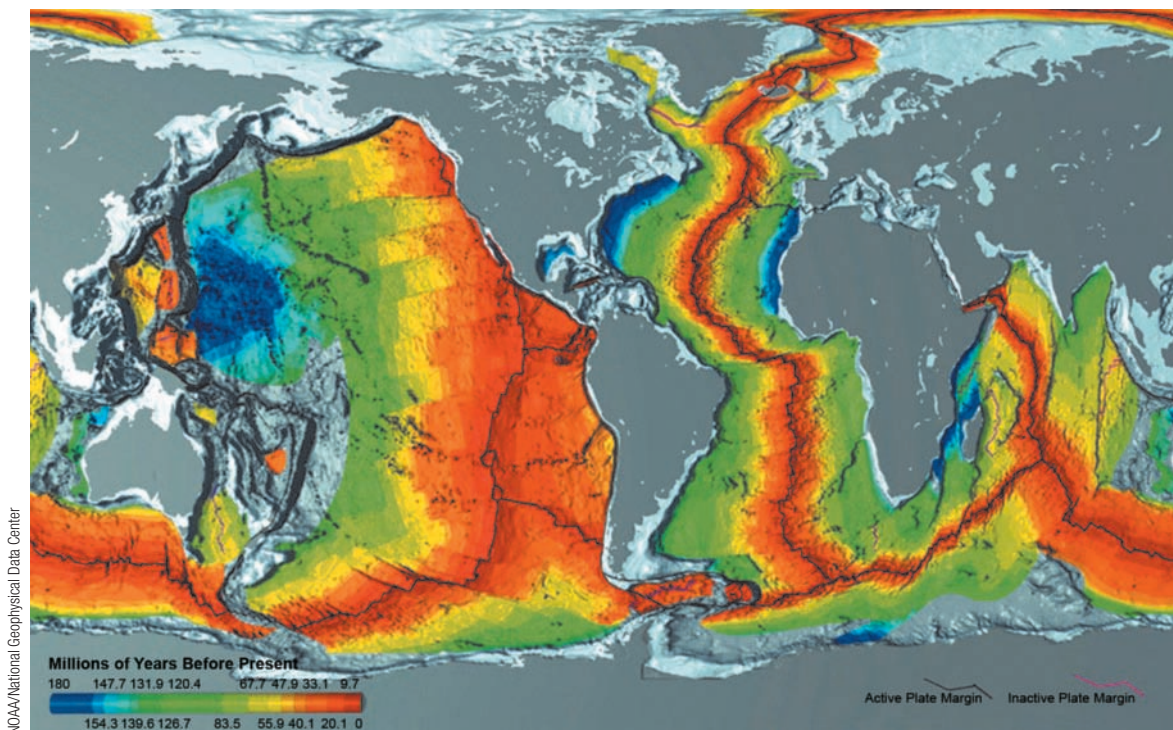 NOAA/National Geophysical Data Center
Millions of Years Before Present
180 147.7 131.9 120.4 67.7 47.9 33.1 9.7
154.3 139.6 126.7 83.5 55.9 40.1 20.1 0
Active Plate Margin Inactive Plate Margin